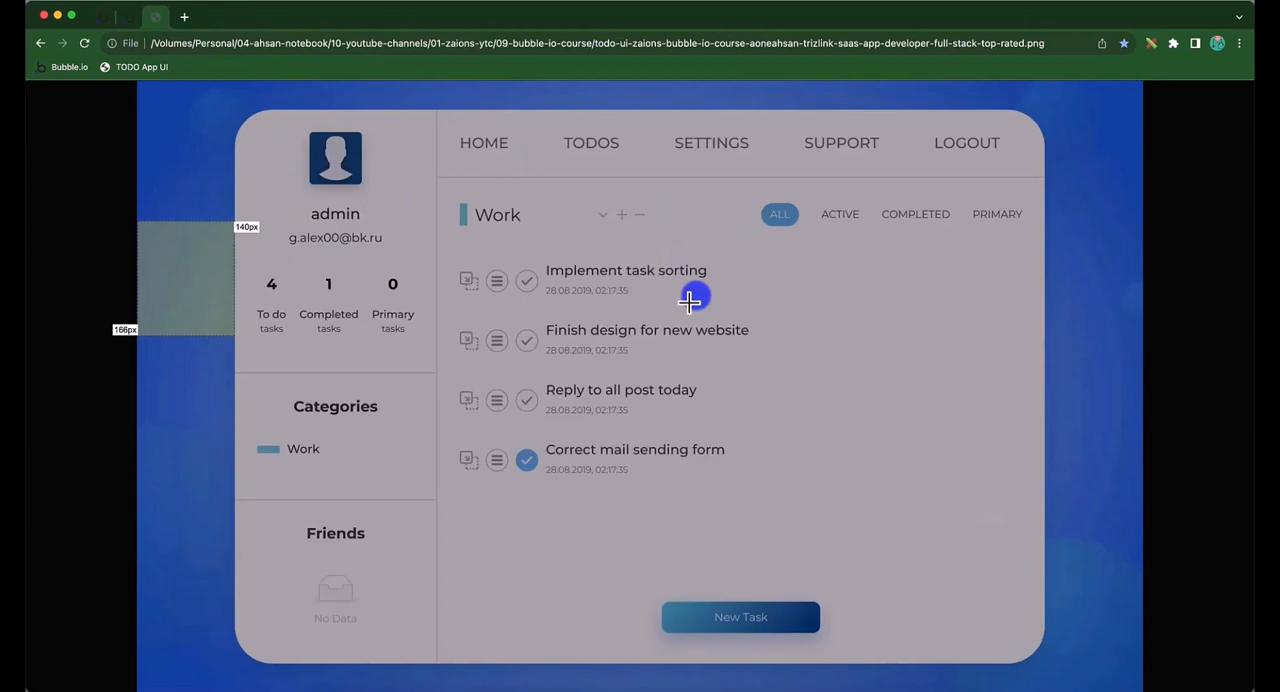 File /Volumes/Personal/04-ahsan-notebook/10-youtube-channels/01-zaions-ytc/09-bubble-io-course/todo-ui-zaions-bubble-io-course-aoneahsan-trizlink-saas-app-developer-full-stack-top-rated.png
Bubble.io TODO App UI
HOME TODOS SETTINGS SUPPORT LOGOUT
admin
g.alex00@bk.ru
4 1 0
To do Completed Primary
tasks tasks tasks
Categories
Work
Friends
No Data
140px
166px
Work ALL ACTIVE COMPLETED PRIMARY
Implement task sorting
28.08.2019, 02:17:35
Finish design for new website
28.08.2019, 02:17:35
Reply to all post today
28.08.2019, 02:17:35
Correct mail sending form
28.08.2019, 02:17:35
New Task